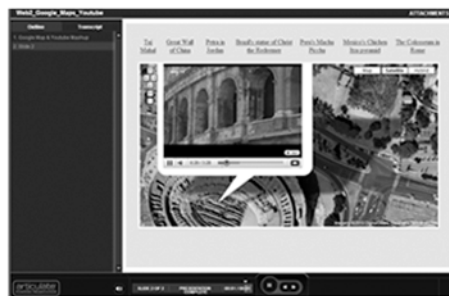 Web2_Google_Maps_Youtube
ATTACHMENTS
Outline
Transcript
1. Google Map & Youtube Mashup
2. Slide 2
Taj Mahal
Great Wall of China
Petra in Jordan
Brazil's statue of Christ the Redeemer
Peru's Machu Picchu
Mexico's Chichen Itza pyramid
The Colosseum in Rome
Map
Satellite
Hybrid
articulate
SLIDE 2 OF 2
PRESENTATION COMPLETE